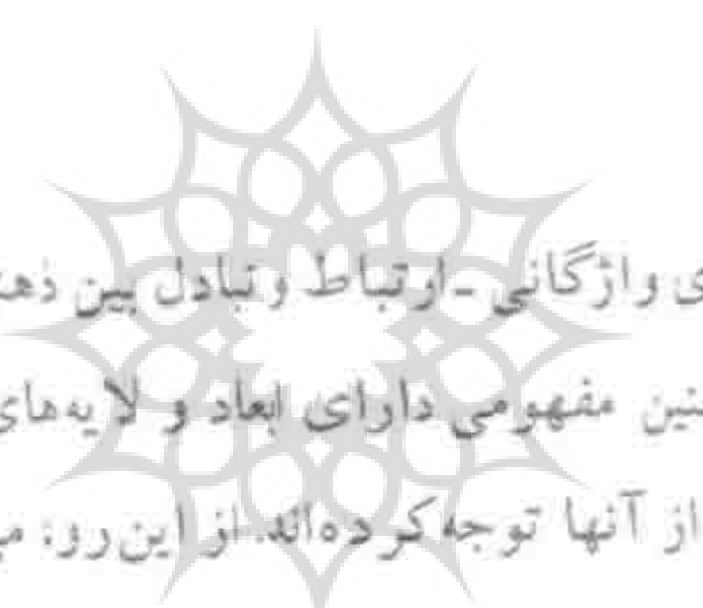 ی واژگانی -ارتباط و تبادل بین ذهن
نین مفهومی دارای ابعاد و لایه‌های
از آنها توجه کرده‌اند. از این‌رو، م